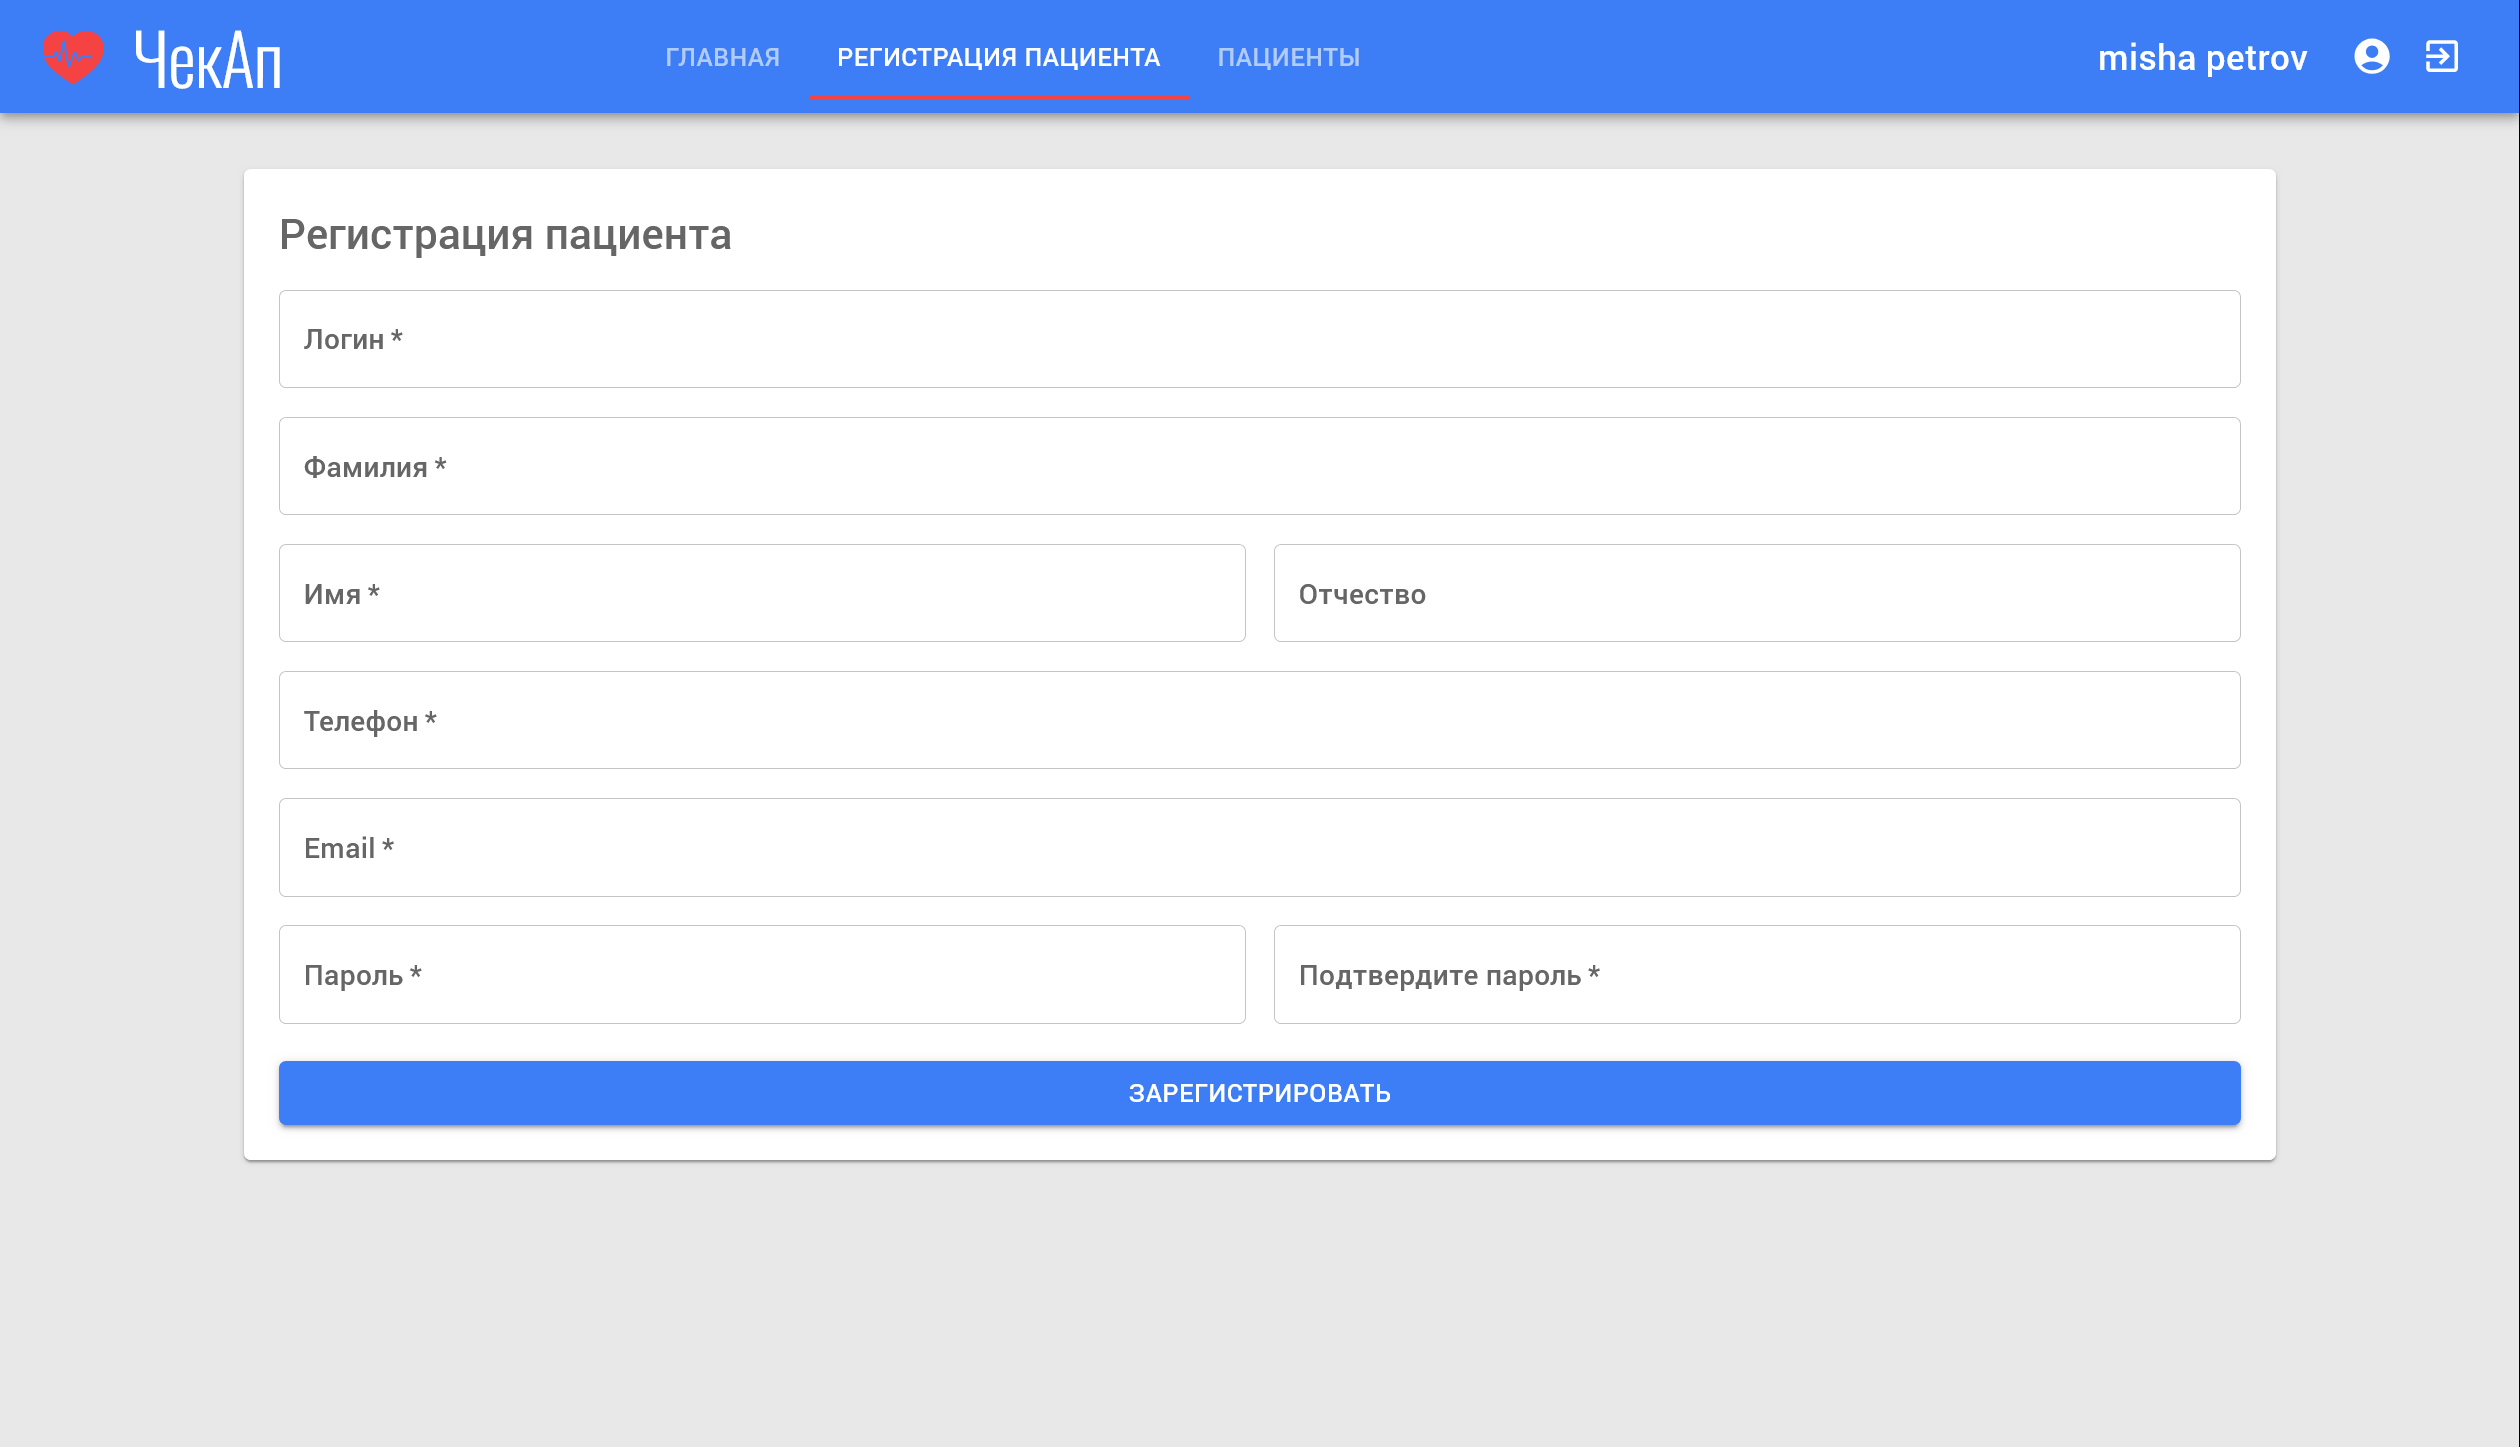 ЧекАп
ГЛАВНАЯ РЕГИСТРАЦИЯ ПАЦИЕНТА ПАЦИЕНТЫ
misha petrov
Регистрация пациента
Логин *
Фамилия *
Имя * Отчество
Телефон *
Email *
Пароль * Подтвердите пароль *
ЗАРЕГИСТРИРОВАТЬ